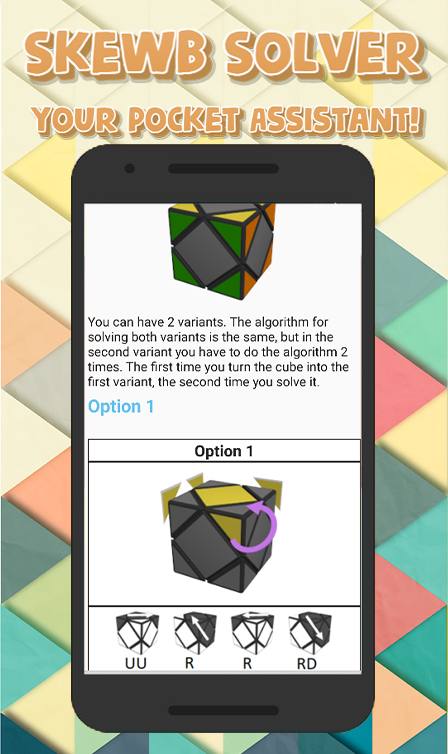 SKEWB SOLVER
YOUR POCKET ASSISTANT!
You can have 2 variants. The algorithm for
solving both variants is the same, but in the
second variant you have to do the algorithm 2
times. The first time you turn the cube into the
first variant, the second time you solve it.
Option 1
Option 1
UU R R RD